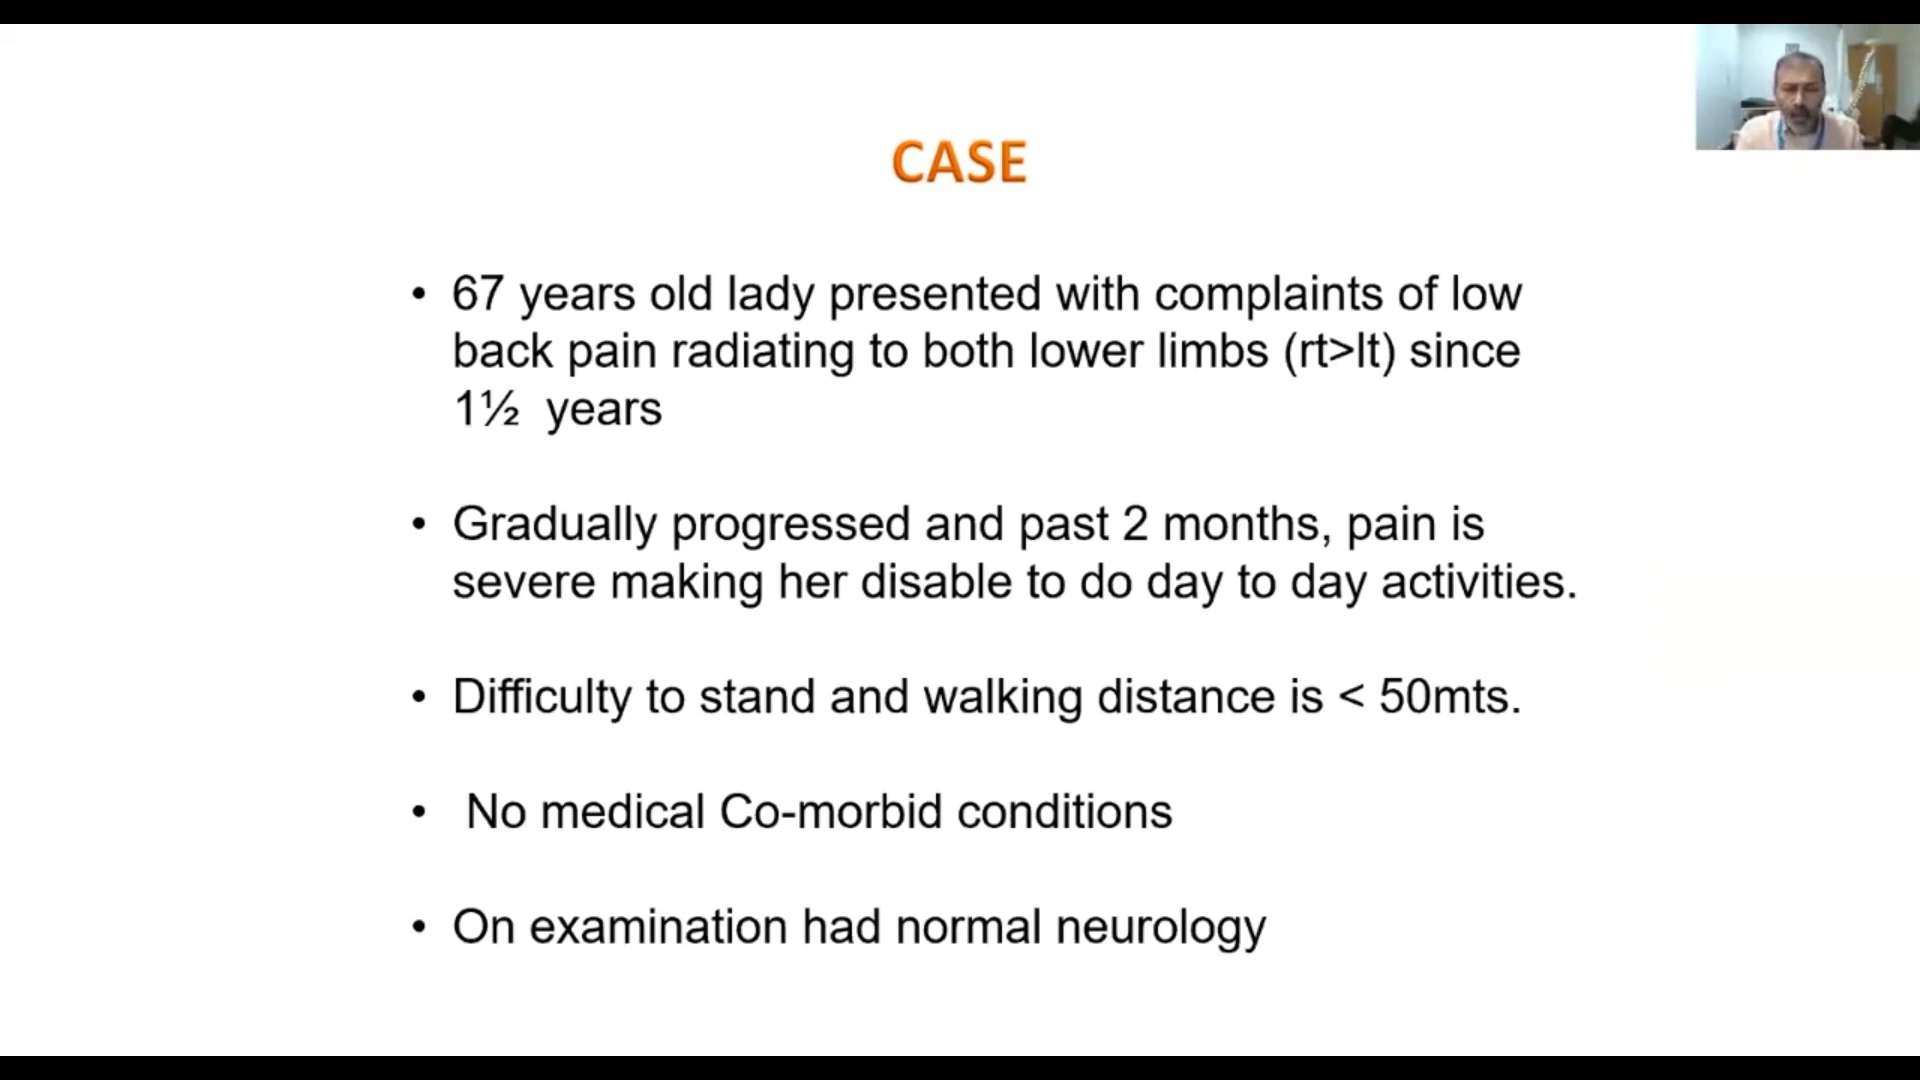 CASE
• 67 years old lady presented with complaints of low
back pain radiating to both lower limbs (rt>lt) since
1½ years
• Gradually progressed and past 2 months, pain is
severe making her disable to do day to day activities.
• Difficulty to stand and walking distance is < 50mts.
• No medical Co-morbid conditions
• On examination had normal neurology